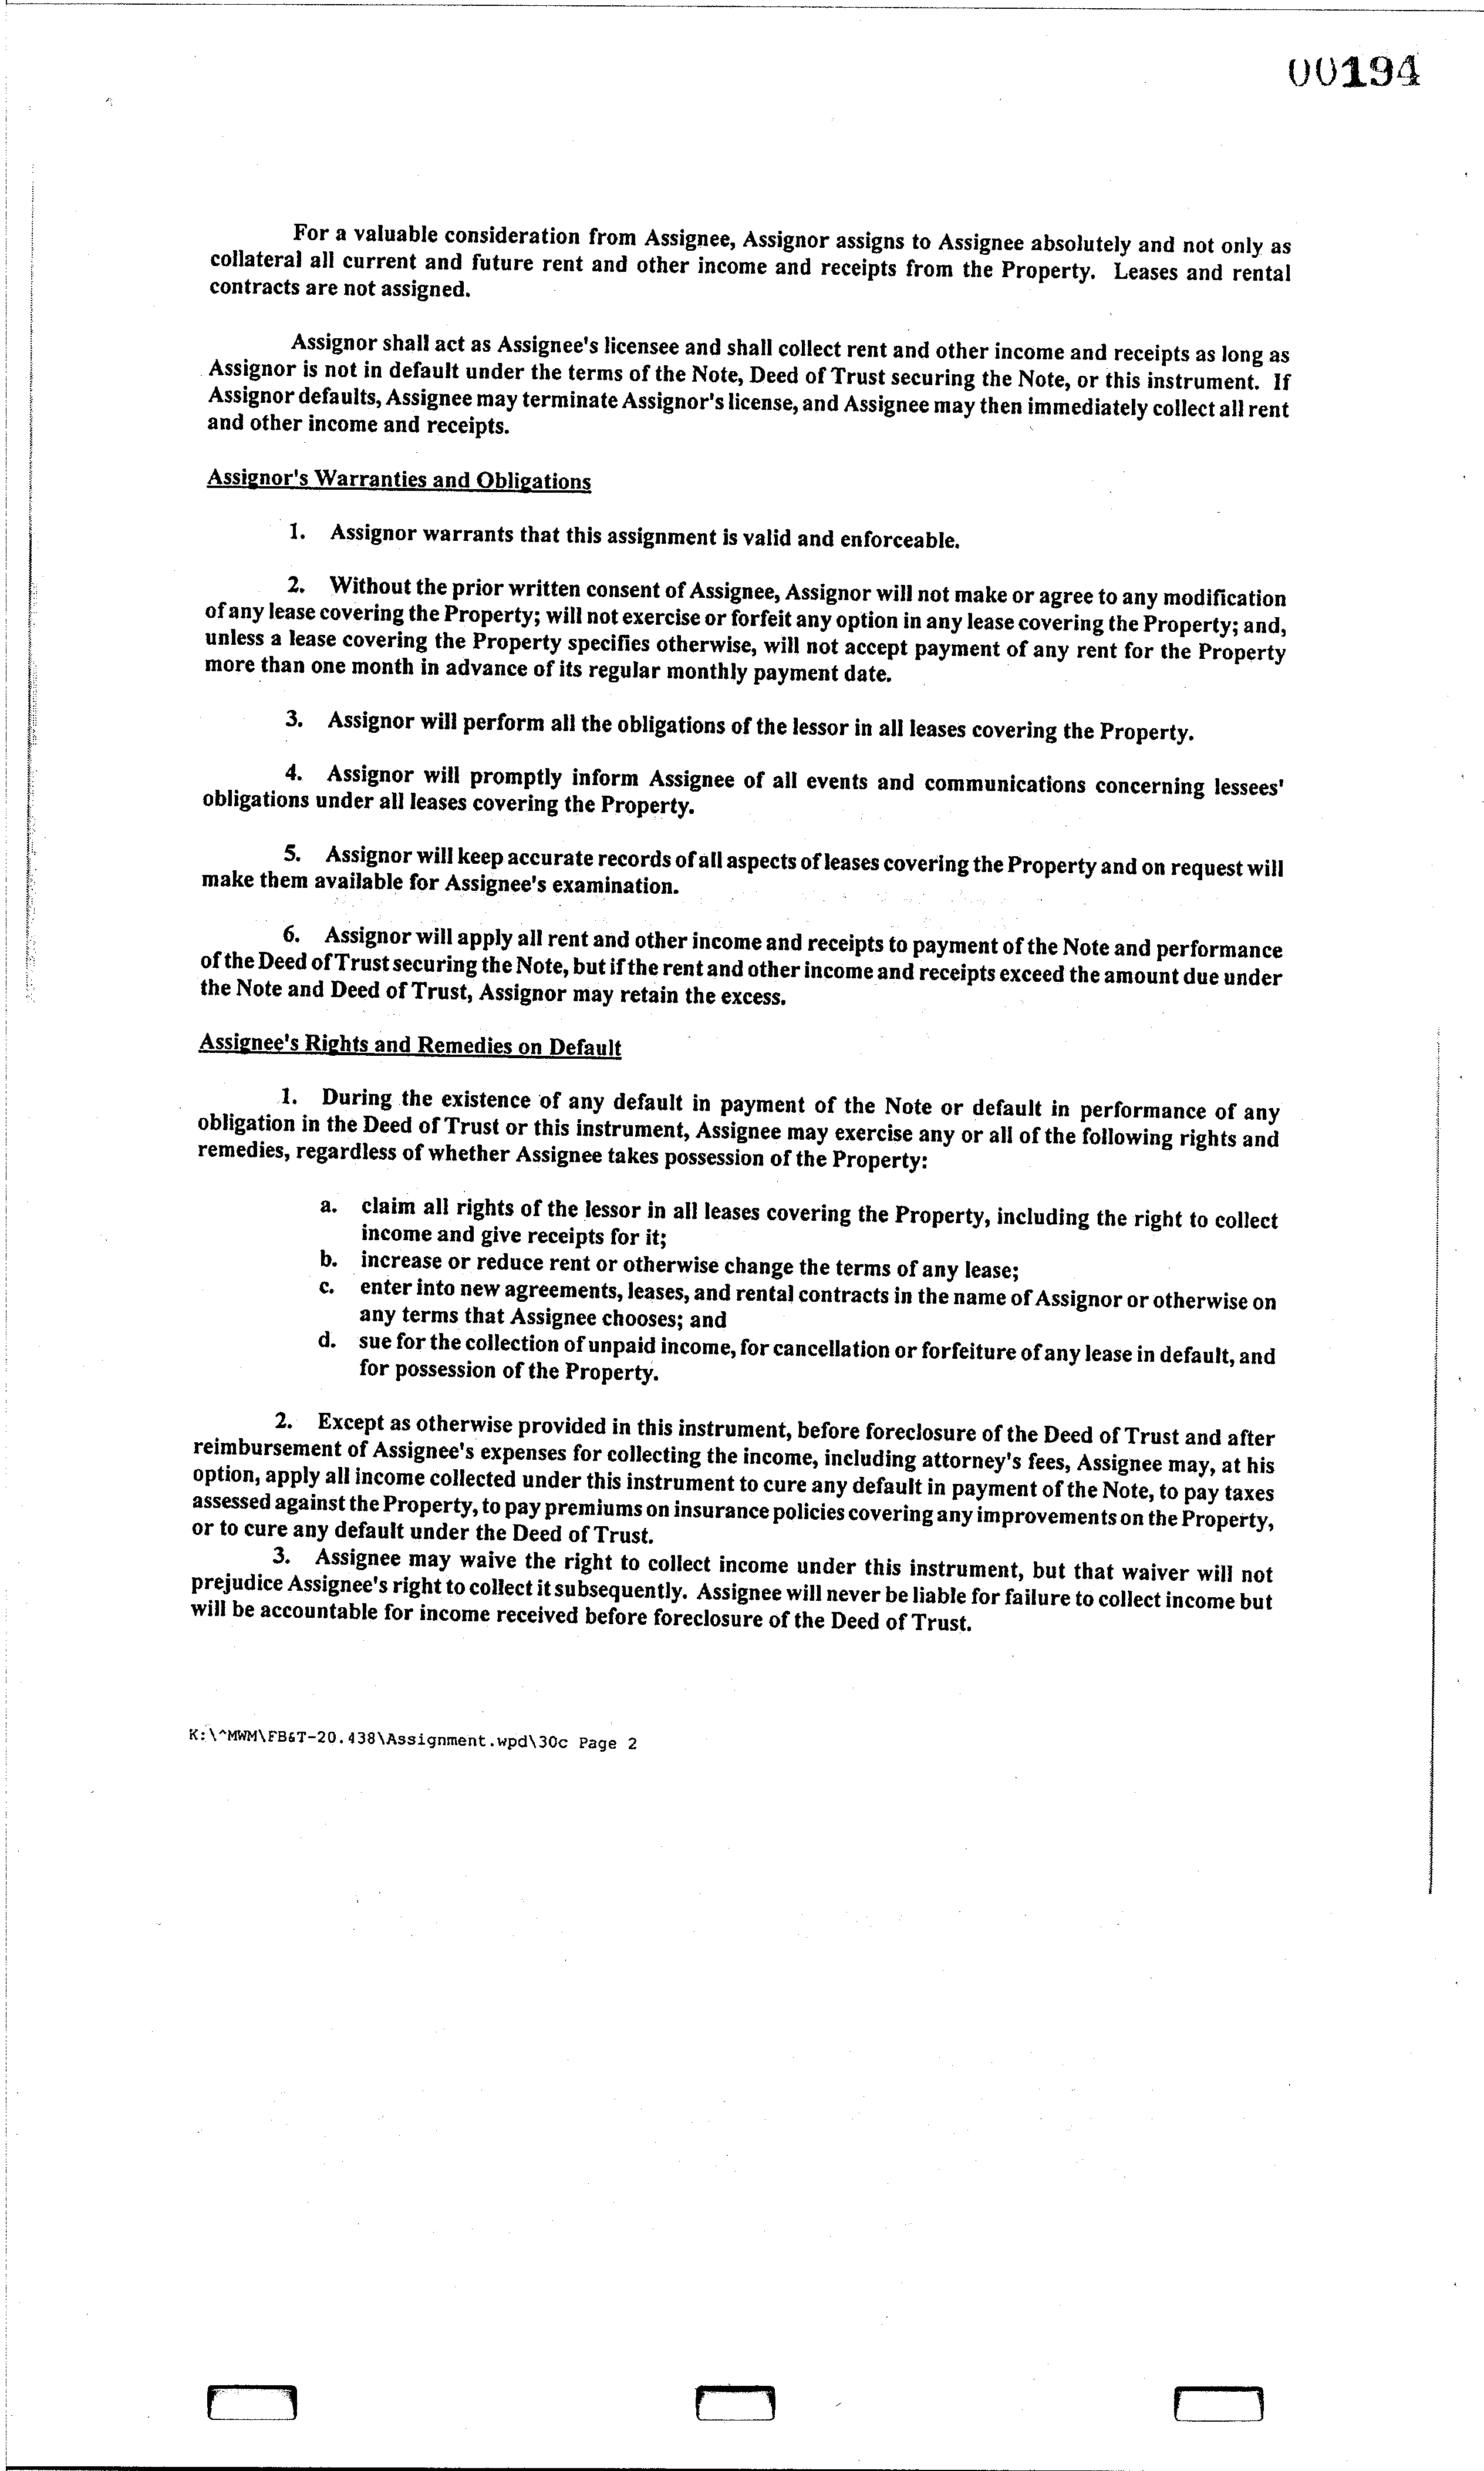 00194
For a valuable consideration from Assignee, Assignor assigns to Assignee absolutely and not only as
collateral all current and future rent and other income and receipts from the Property. Leases and rental
contracts are not assigned.
Assignor shall act as Assignee's licensee and shall collect rent and other income and receipts as long as
Assignor is not in default under the terms of the Note, Deed of Trust securing the Note, or this instrument. If
Assignor defaults, Assignee may terminate Assignor's license, and Assignee may then immediately collect all rent
and other income and receipts.
Assignor's Warranties and Obligations
1. Assignor warrants that this assignment is valid and enforceable.
2. Without the prior written consent of Assignee, Assignor will not make or agree to any modification
of any lease covering the Property; will not exercise or forfeit any option in any lease covering the Property; and,
unless a lease covering the Property specifies otherwise, will not accept payment of any rent for the Property
more than one month in advance of its regular monthly payment date.
3. Assignor will perform all the obligations of the lessor in all leases covering the Property.
4. Assignor will promptly inform Assignee of all events and communications concerning lessees'
obligations under all leases covering the Property.
5. Assignor will keep accurate records of all aspects of leases covering the Property and on request will
make them available for Assignee's examination.
6. Assignor will apply all rent and other income and receipts to payment of the Note and performance
of the Deed of Trust securing the Note, but if the rent and other income and receipts exceed the amount due under
the Note and Deed of Trust, Assignor may retain the excess.
Assignee's Rights and Remedies on Default
1. During the existence of any default in payment of the Note or default in performance of any
obligation in the Deed of Trust or this instrument, Assignee may exercise any or all of the following rights and
remedies, regardless of whether Assignee takes possession of the Property:
a. claim all rights of the lessor in all leases covering the Property, including the right to collect
income and give receipts for it;
b. increase or reduce rent or otherwise change the terms of any lease;
c. enter into new agreements, leases, and rental contracts in the name of Assignor or otherwise on
any terms that Assignee chooses; and
d. sue for the collection of unpaid income, for cancellation or forfeiture of any lease in default, and
for possession of the Property.
2. Except as otherwise provided in this instrument, before foreclosure of the Deed of Trust and after
reimbursement of Assignee's expenses for collecting the income, including attorney's fees, Assignee may, at his
option, apply all income collected under this instrument to cure any default in payment of the Note, to pay taxes
assessed against the Property, to pay premiums on insurance policies covering any improvements on the Property,
or to cure any default under the Deed of Trust.
3. Assignee may waive the right to collect income under this instrument, but that waiver will not
prejudice Assignee's right to collect it subsequently. Assignee will never be liable for failure to collect income but
will be accountable for income received before foreclosure of the Deed of Trust.
K:\^MWM\FB&T-20.438\Assignment.wpd\30c Page 2